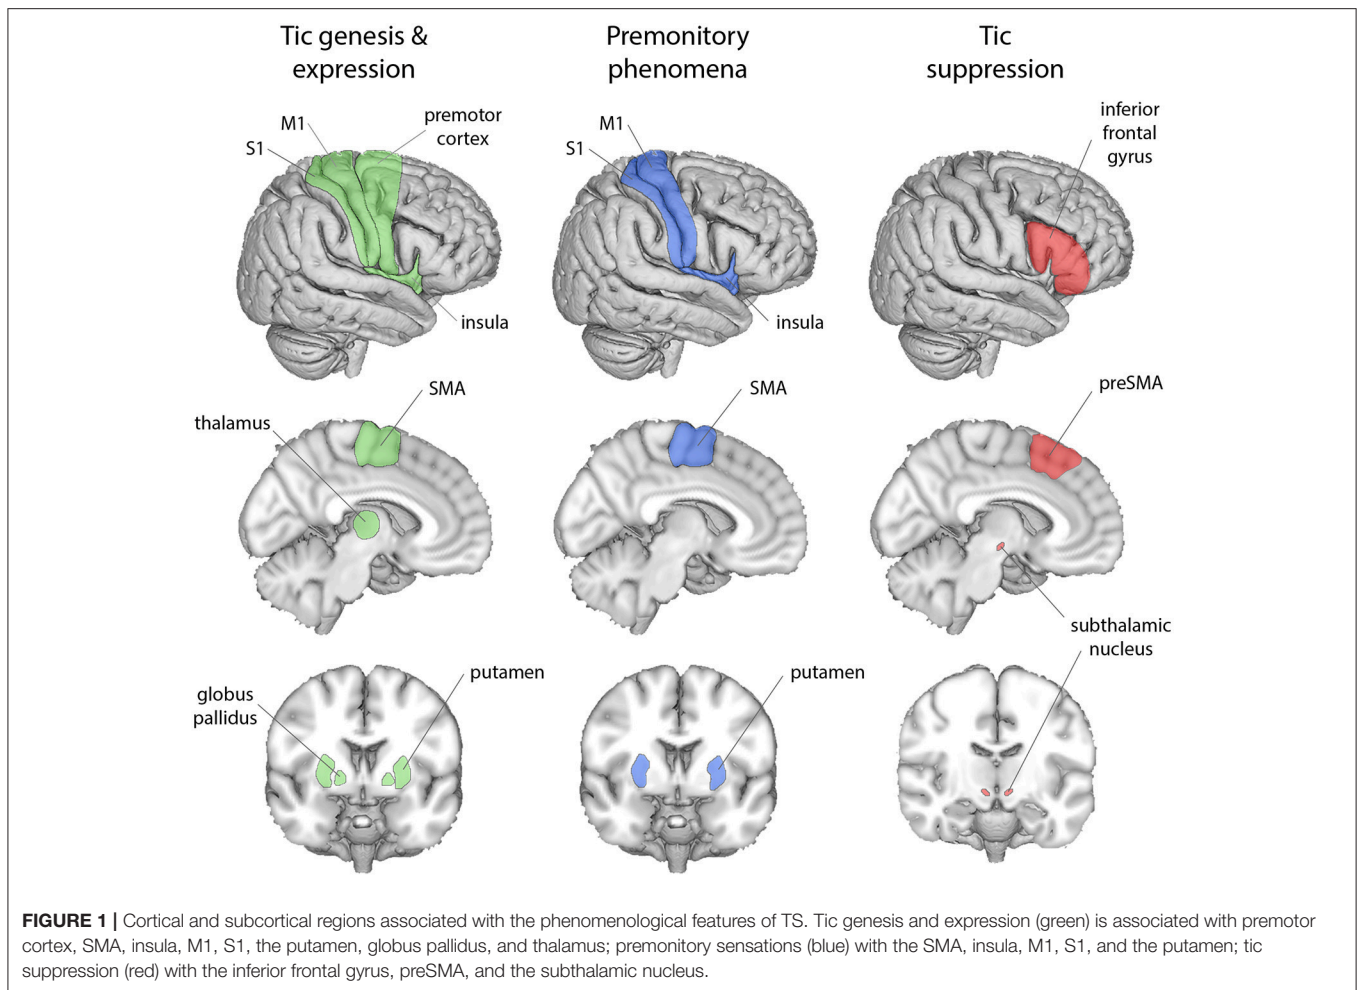 Tic genesis &
expression
Premonitory
phenomena
Tic
suppression
S1
M1
premotor
cortex
insula
S1
M1
insula
inferior
frontal
gyrus
thalamus
SMA
SMA
preSMA
globus
pallidus
putamen
putamen
subthalamic
nucleus
FIGURE 1 | Cortical and subcortical regions associated with the phenomenological features of TS. Tic genesis and expression (green) is associated with premotor
cortex, SMA, insula, M1, S1, the putamen, globus pallidus, and thalamus; premonitory sensations (blue) with the SMA, insula, M1, S1, and the putamen; tic
suppression (red) with the inferior frontal gyrus, preSMA, and the subthalamic nucleus.